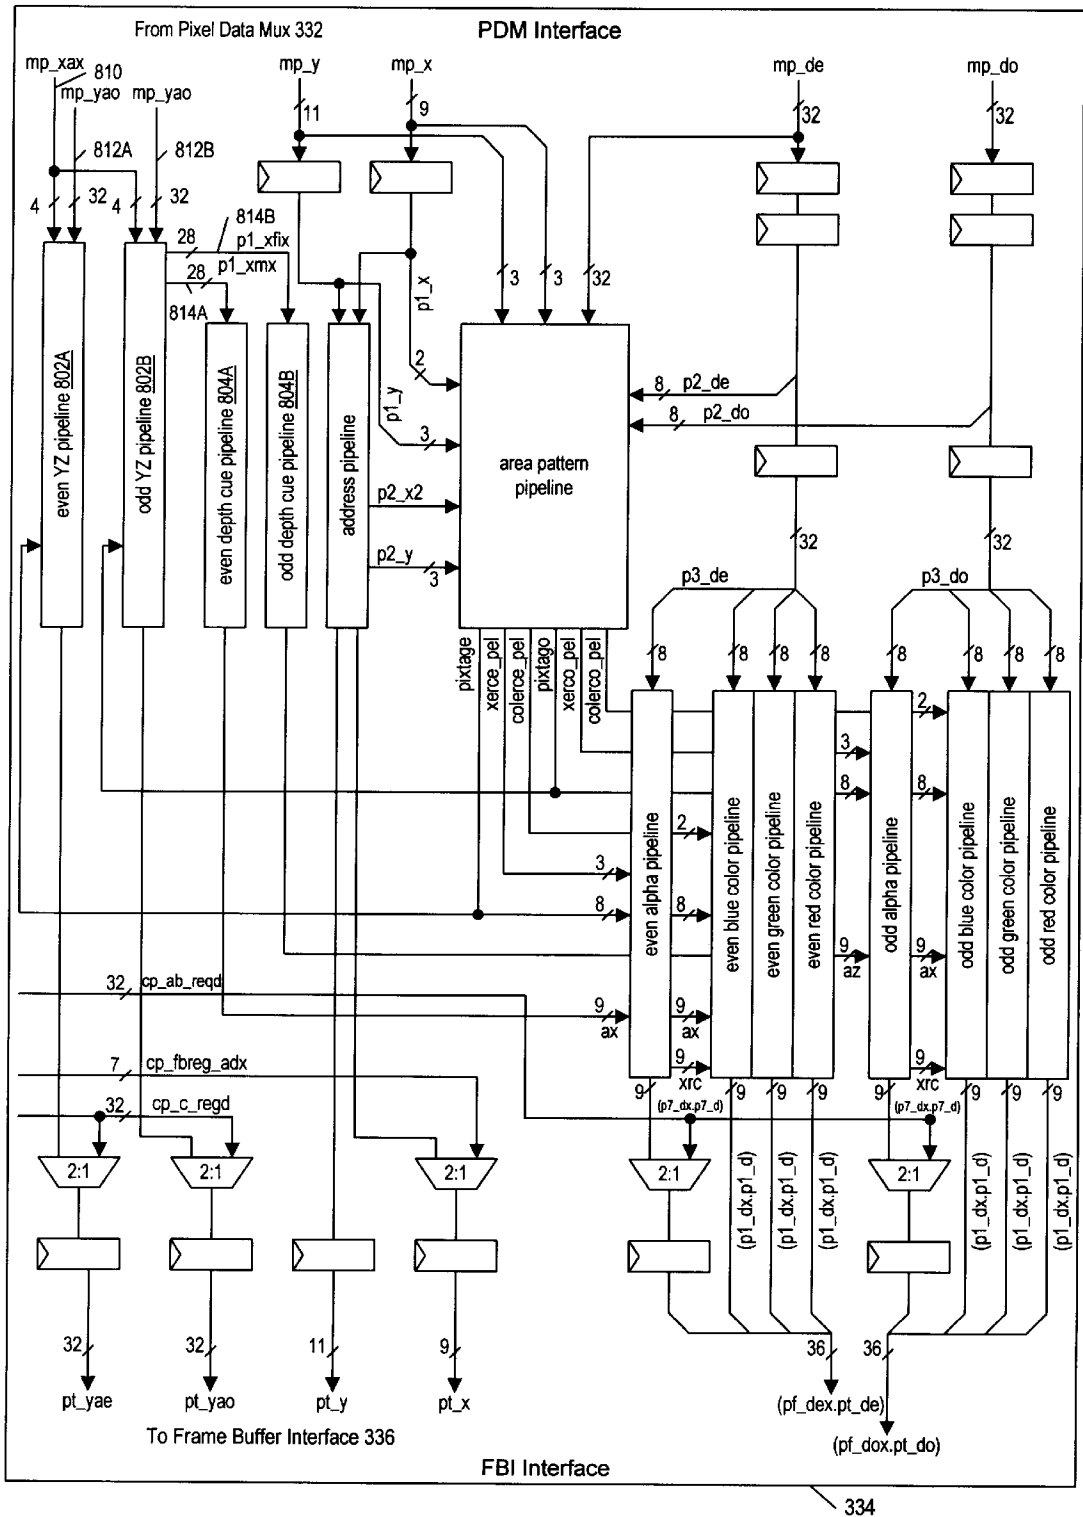 From Pixel Data Mux 332
PDM Interface
mp_xax
810
mp_yao
mp_yao
mp_y
mp_x
mp_de
mp_do
11
9
32
32
812A
812B
4
32
4
32
28
814B
p1_xfix
28
p1_xmx
814A
3
3
32
p1_x
2
p1_y
3
p2_x2
p2_y
3
8
p2_de
8
p2_do
even YZ pipeline 802A
odd YZ pipeline 802B
even depth cue pipeline 804A
odd depth cue pipeline 804B
address pipeline
area pattern
pipeline
32
32
p3_de
p3_do
8
8
8
8
8
8
8
8
pixtage
xerce_pel
colerce_pel
pixtago
xerco_pel
colerco_pel
even alpha pipeline
even blue color pipeline
even green color pipeline
even red color pipeline
odd alpha pipeline
odd blue color pipeline
odd green color pipeline
odd red color pipeline
2
3
8
8
2
3
8
8
9
az
9
ax
32
cp_ab_reqd
9
ax
9
ax
7
cp_fbreg_adx
9
xrc
9
xrc
32
cp_c_regd
9
(p7_dx.p7_d)
9
9
9
9
(p7_dx.p7_d)
9
9
9
2:1
2:1
2:1
2:1
2:1
(p1_dx.p1_d)
(p1_dx.p1_d)
(p1_dx.p1_d)
(p1_dx.p1_d)
(p1_dx.p1_d)
(p1_dx.p1_d)
32
32
11
9
36
36
pt_yae
pt_yao
pt_y
pt_x
(pf_dex.pt_de)
(pf_dox.pt_do)
To Frame Buffer Interface 336
FBI Interface
334